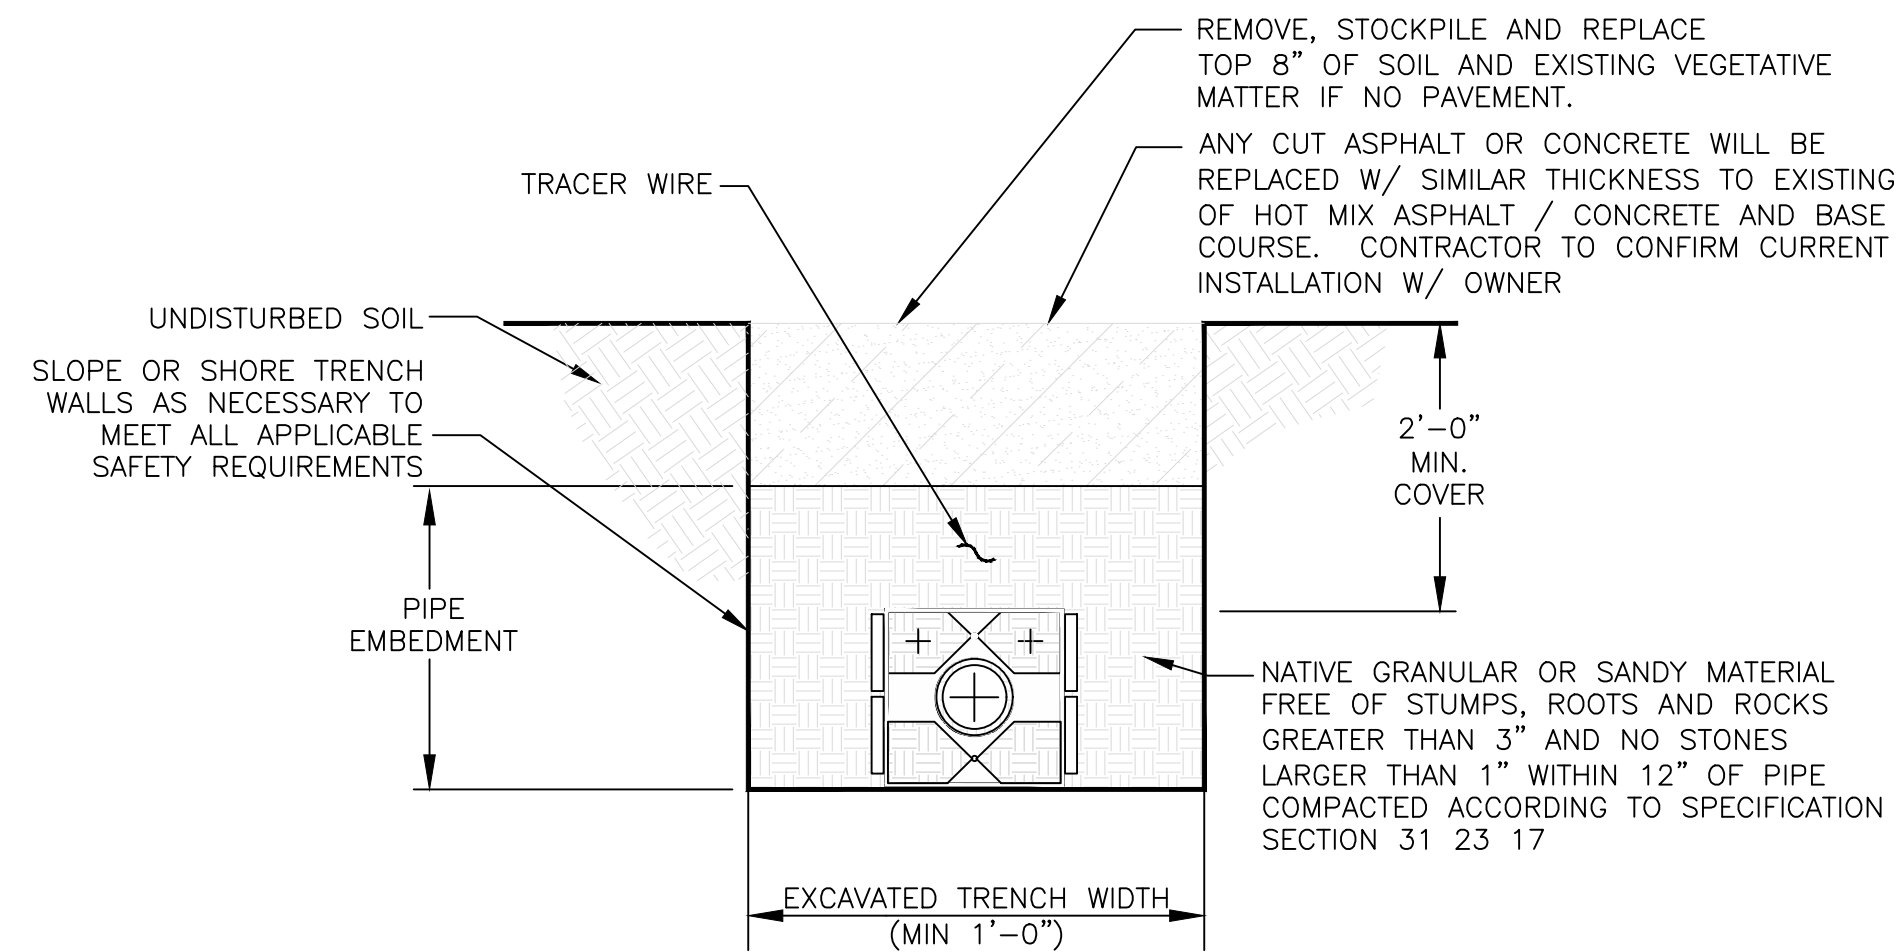 REMOVE, STOCKPILE AND REPLACE
TOP 8" OF SOIL AND EXISTING VEGETATIVE
MATTER IF NO PAVEMENT.
ANY CUT ASPHALT OR CONCRETE WILL BE
REPLACED W/ SIMILAR THICKNESS TO EXISTING
OF HOT MIX ASPHALT / CONCRETE AND BASE
COURSE. CONTRACTOR TO CONFIRM CURRENT
INSTALLATION W/ OWNER
TRACER WIRE
UNDISTURBED SOIL
SLOPE OR SHORE TRENCH
WALLS AS NECESSARY TO
MEET ALL APPLICABLE
SAFETY REQUIREMENTS
2'-0"
MIN.
COVER
PIPE
EMBEDMENT
NATIVE GRANULAR OR SANDY MATERIAL
FREE OF STUMPS, ROOTS AND ROCKS
GREATER THAN 3" AND NO STONES
LARGER THAN 1" WITHIN 12" OF PIPE
COMPACTED ACCORDING TO SPECIFICATION
SECTION 31 23 17
EXCAVATED TRENCH WIDTH
(MIN 1'-0")